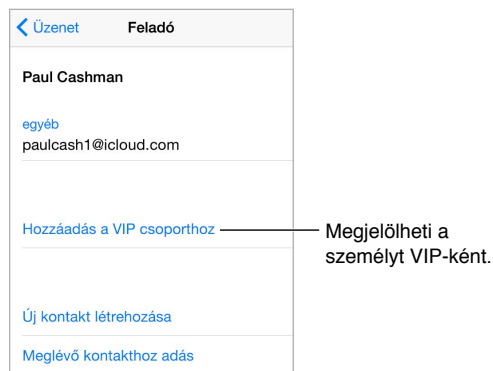 Üzenet Feladó
Paul Cashman
egyéb
paulcash1@icloud.com
Hozzáadás a VIP csoporthoz
Megjelölheti a
személyt VIP-ként.
Új kontakt létrehozása
Meglévő kontakthoz adás